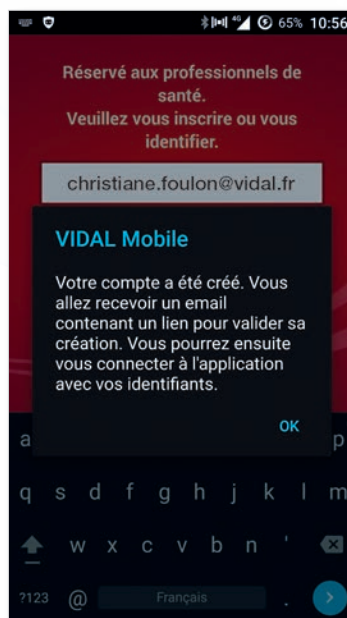 4G 65% 10:56
Réservé aux professionnels de
santé.
Veuillez vous inscrire ou vous
identifier.
christiane.foulon@vidal.fr
VIDAL Mobile
Votre compte a été créé. Vous
allez recevoir un email
contenant un lien pour valider sa
création. Vous pourrez ensuite
vous connecter à l'application
avec vos identifiants.
OK
a p
q s d f g h j k l m
w x c v b n '
?123 @ Français .